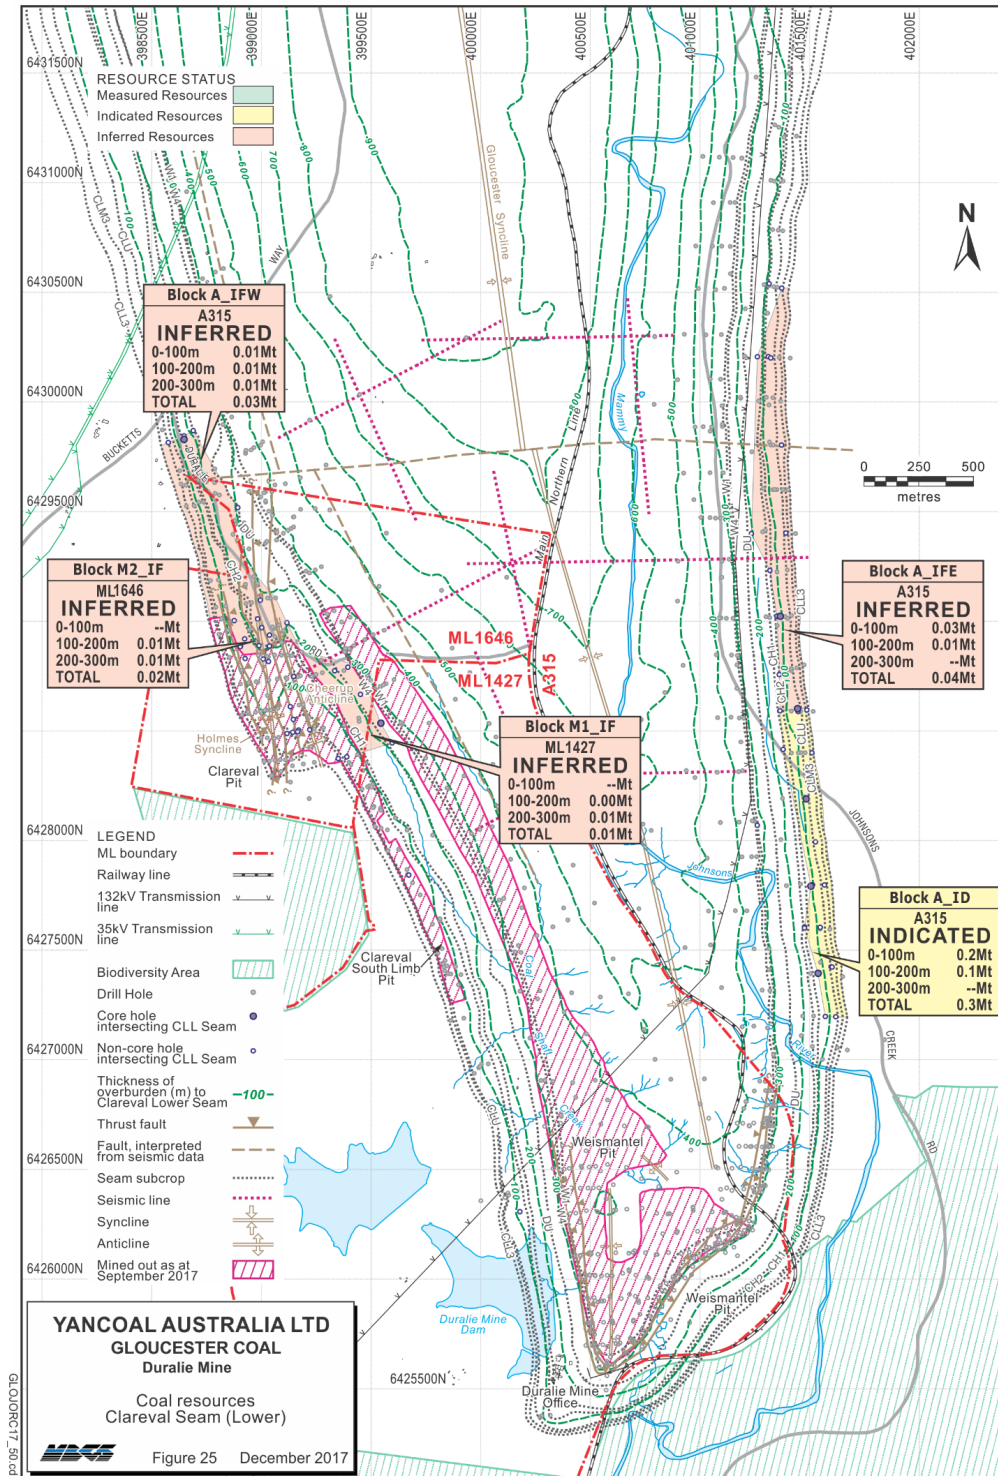 398500E
399000E
399500E
400000E
400500E
401000E
401500E
402000E
6431500N
6431000N
6430500N
6430000N
6429500N
6428000N
6427500N
6427000N
6426500N
6426000N
6425500N
RESOURCE STATUS
Measured Resources
Indicated Resources
Inferred Resources
N
0 250 500
metres
Block A_IFW
A315
INFERRED
0-100m 0.01Mt
100-200m 0.01Mt
200-300m 0.01Mt
TOTAL 0.03Mt
Block M2_IF
ML1646
INFERRED
0-100m --Mt
100-200m 0.01Mt
200-300m 0.01Mt
TOTAL 0.02Mt
Block A_IFE
A315
INFERRED
0-100m 0.03Mt
100-200m 0.01Mt
200-300m --Mt
TOTAL 0.04Mt
Block M1_IF
ML1427
INFERRED
0-100m --Mt
100-200m 0.00Mt
200-300m 0.01Mt
TOTAL 0.01Mt
Block A_ID
A315
INDICATED
0-100m 0.2Mt
100-200m 0.1Mt
200-300m --Mt
TOTAL 0.3Mt
ML1646
ML1427
A315
Gloucester Syncline
Main Northern Line
Mammy
BUCKETTS
WAY
Cheerup
Anticline
Holmes
Syncline
Clareval
Pit
Clareval
South Limb
Pit
Weismantel
Pit
Weismantel
Pit
Coal
Shaft
Creek
Johnsons
River
JOHNSONS
CREEK
RD
Duralie Mine
Dam
Duralie Mine
Office
CLM3
CLU
CLL3
LEGEND
ML boundary
Railway line
132kV Transmission
line
35kV Transmission
line
Biodiversity Area
Drill Hole
Core hole
intersecting CLL Seam
Non-core hole
intersecting CLL Seam
Thickness of
overburden (m) to
Clareval Lower Seam
100
Thrust fault
Fault, interpreted
from seismic data
Seam subcrop
Seismic line
Syncline
Anticline
Mined out as at
September 2017
YANCOAL AUSTRALIA LTD
GLOUCESTER COAL
Duralie Mine
Coal resources
Clareval Seam (Lower)
Figure 25 December 2017
GLOJORC17_50.cd